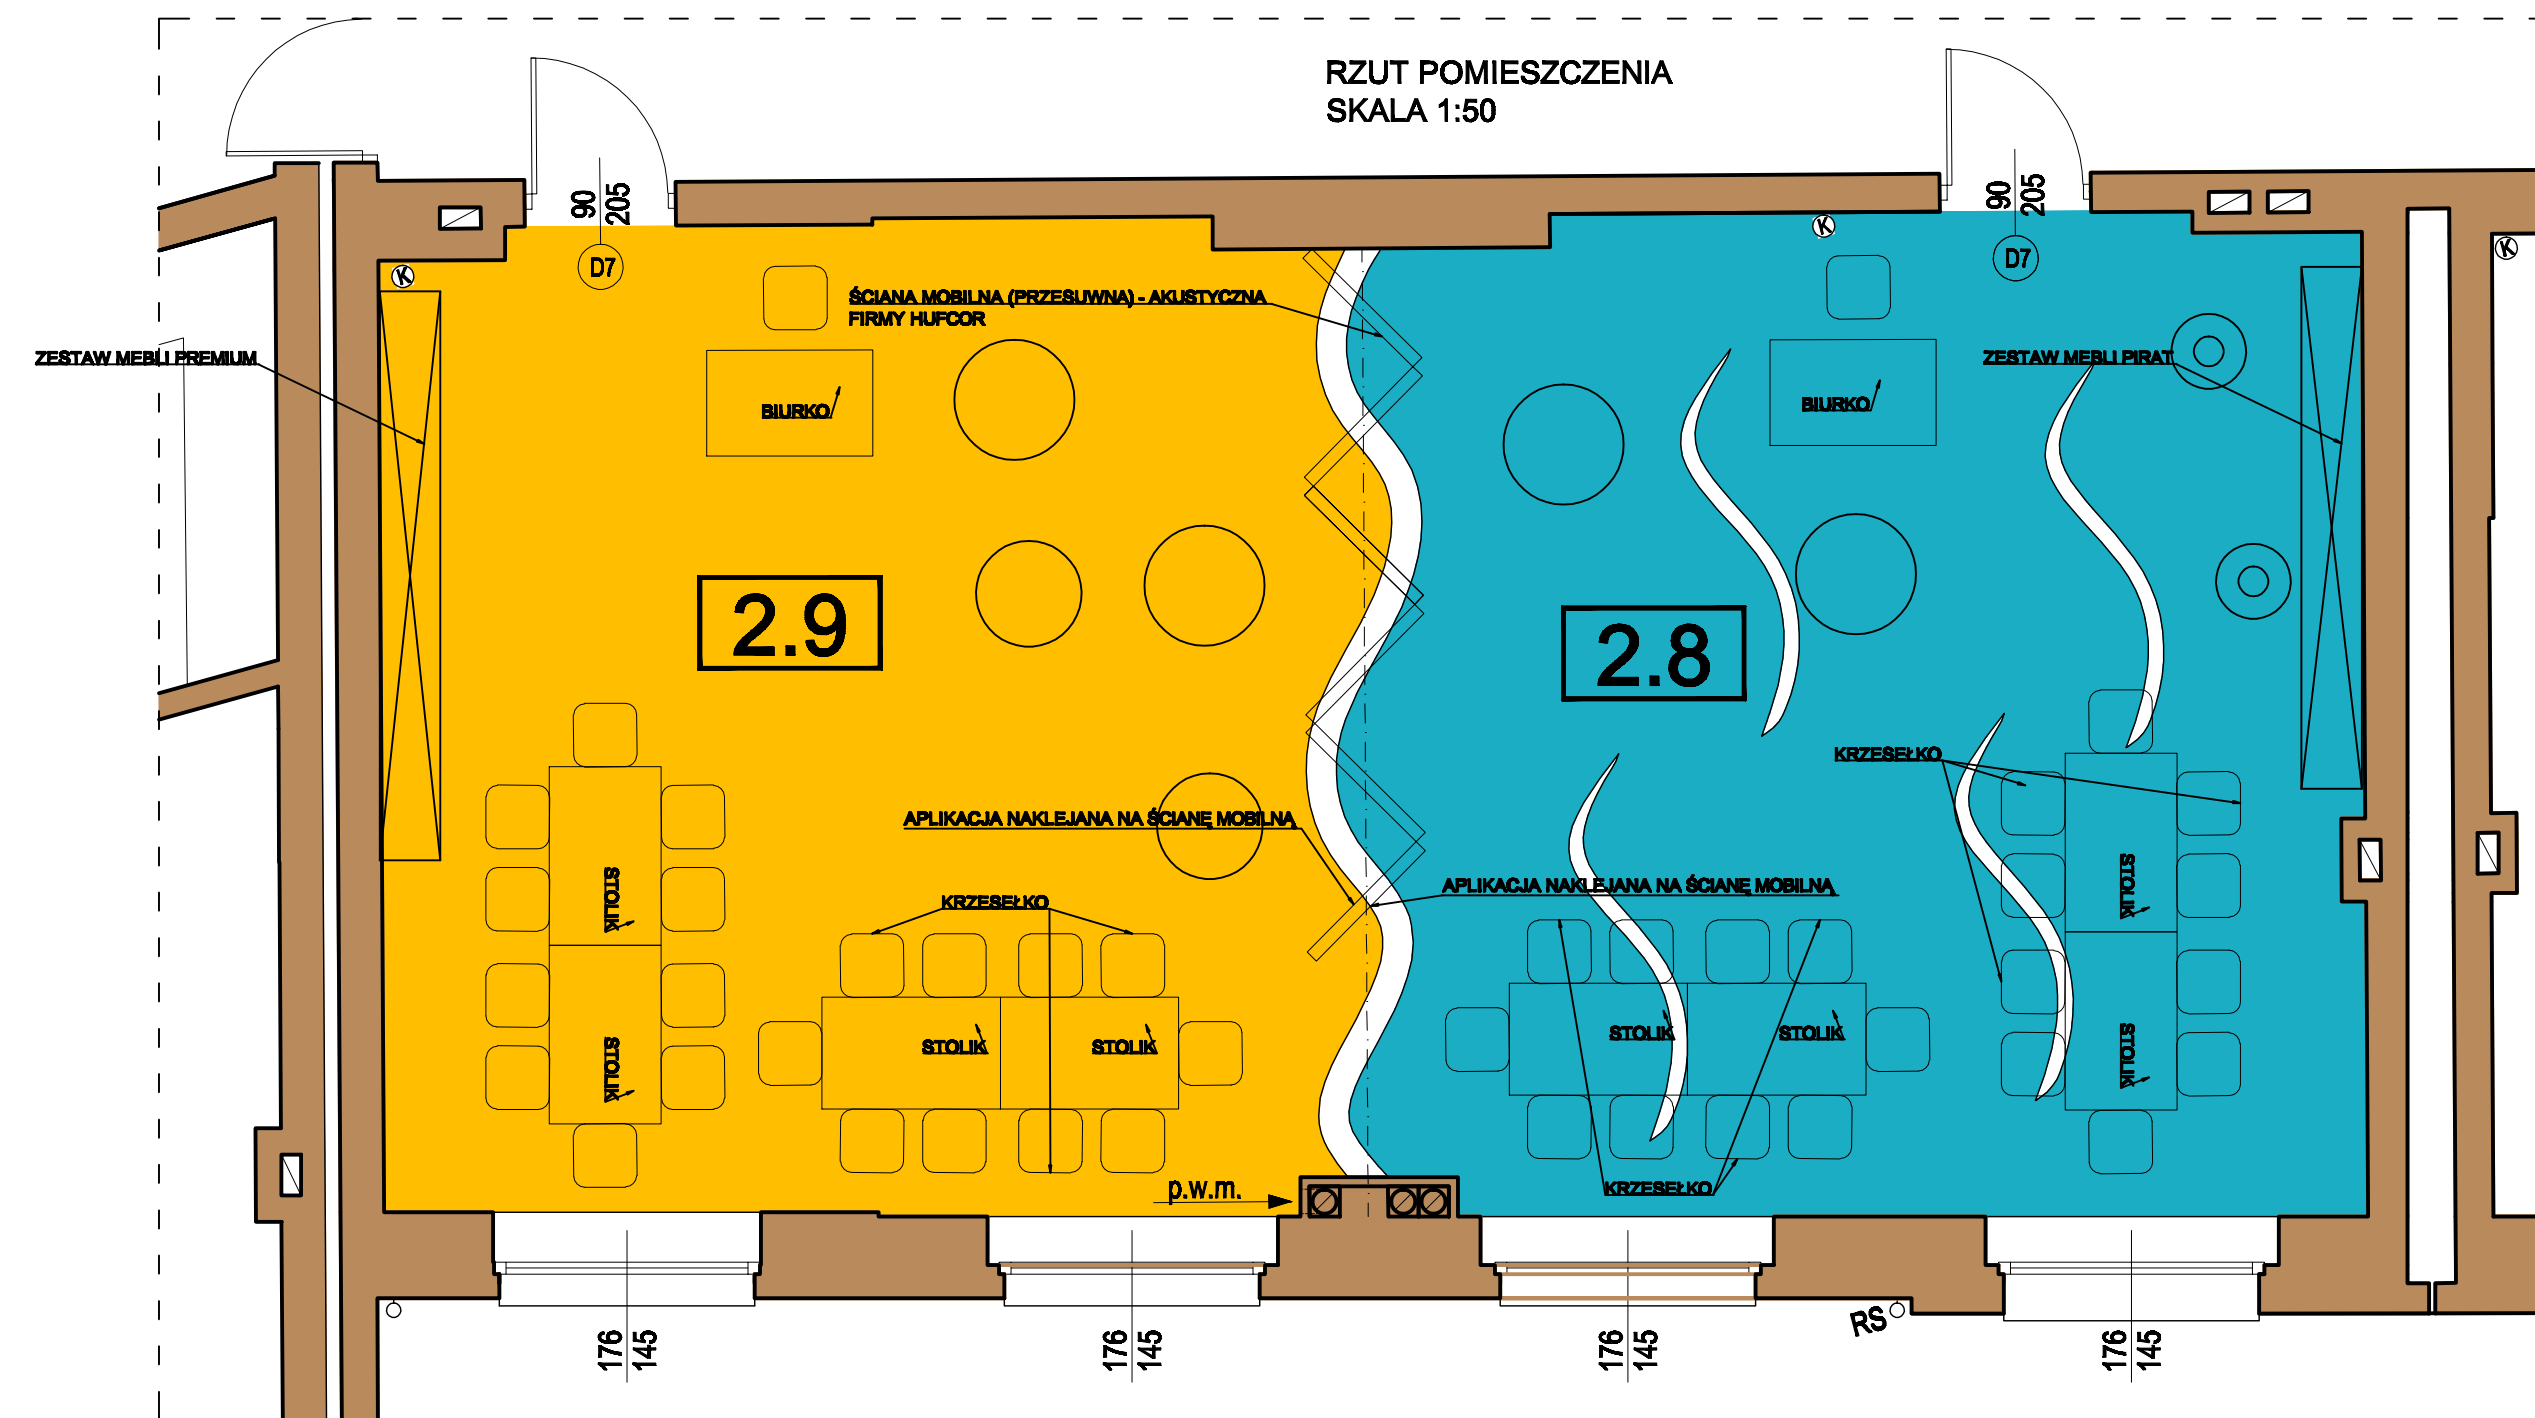 RZUT POMIESZCZENIA
SKALA 1:50
90
205
D7
90
205
D7
K
K
K
ŚCIANA MOBILNA (PRZESUWNA) - AKUSTYCZNA
FIRMY HUFCOR
ZESTAW MEBLI PREMIUM
ZESTAW MEBLI PIRAT
BIURKO
BIURKO
2.9
2.8
KRZESEŁKO
APLIKACJA NAKLEJANA NA ŚCIANĘ MOBILNĄ
APLIKACJA NAKLEJANA NA ŚCIANĘ MOBILNĄ
KRZESEŁKO
STOLIK
STOLIK
STOLIK
STOLIK
STOLIK
STOLIK
STOLIK
STOLIK
KRZESEŁKO
p.w.m.
RS
176
145
176
145
176
145
176
145